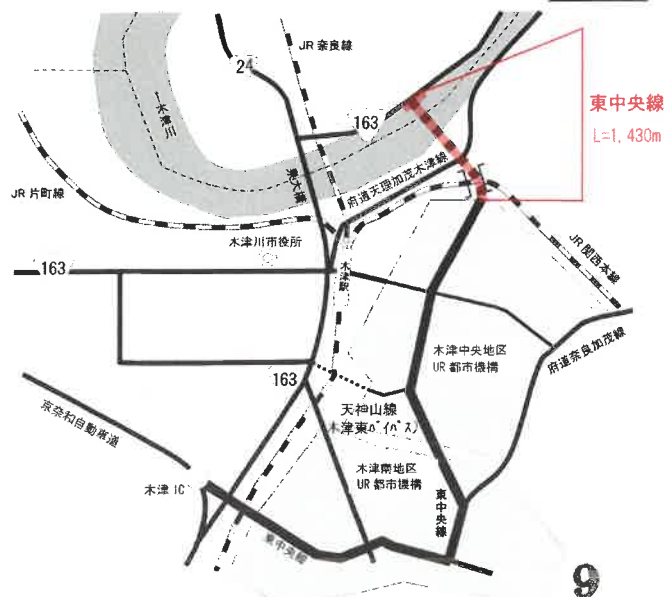 JR 奈良線
24
163
東中央線
L=1,430m
木津川
府道天理加茂木津線
JR 片町線
奈大線
木津川市役所
JR 関西本線
163
木津駅
府道奈良加茂線
木津中央地区
UR 都市機構
163
天神山線
木津東バイパス)
京奈和自動車道
木津南地区
UR 都市機構
木津 IC
東中央線
東中央線
9